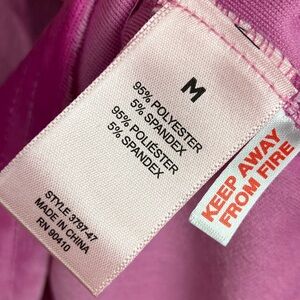 M
95% POLYESTER
5% SPANDEX
95% POLIÉSTER
5% SPANDEX
STYLE 3797-47
MADE IN CHINA
RN 90410
KEEP AWAY
FROM FIRE